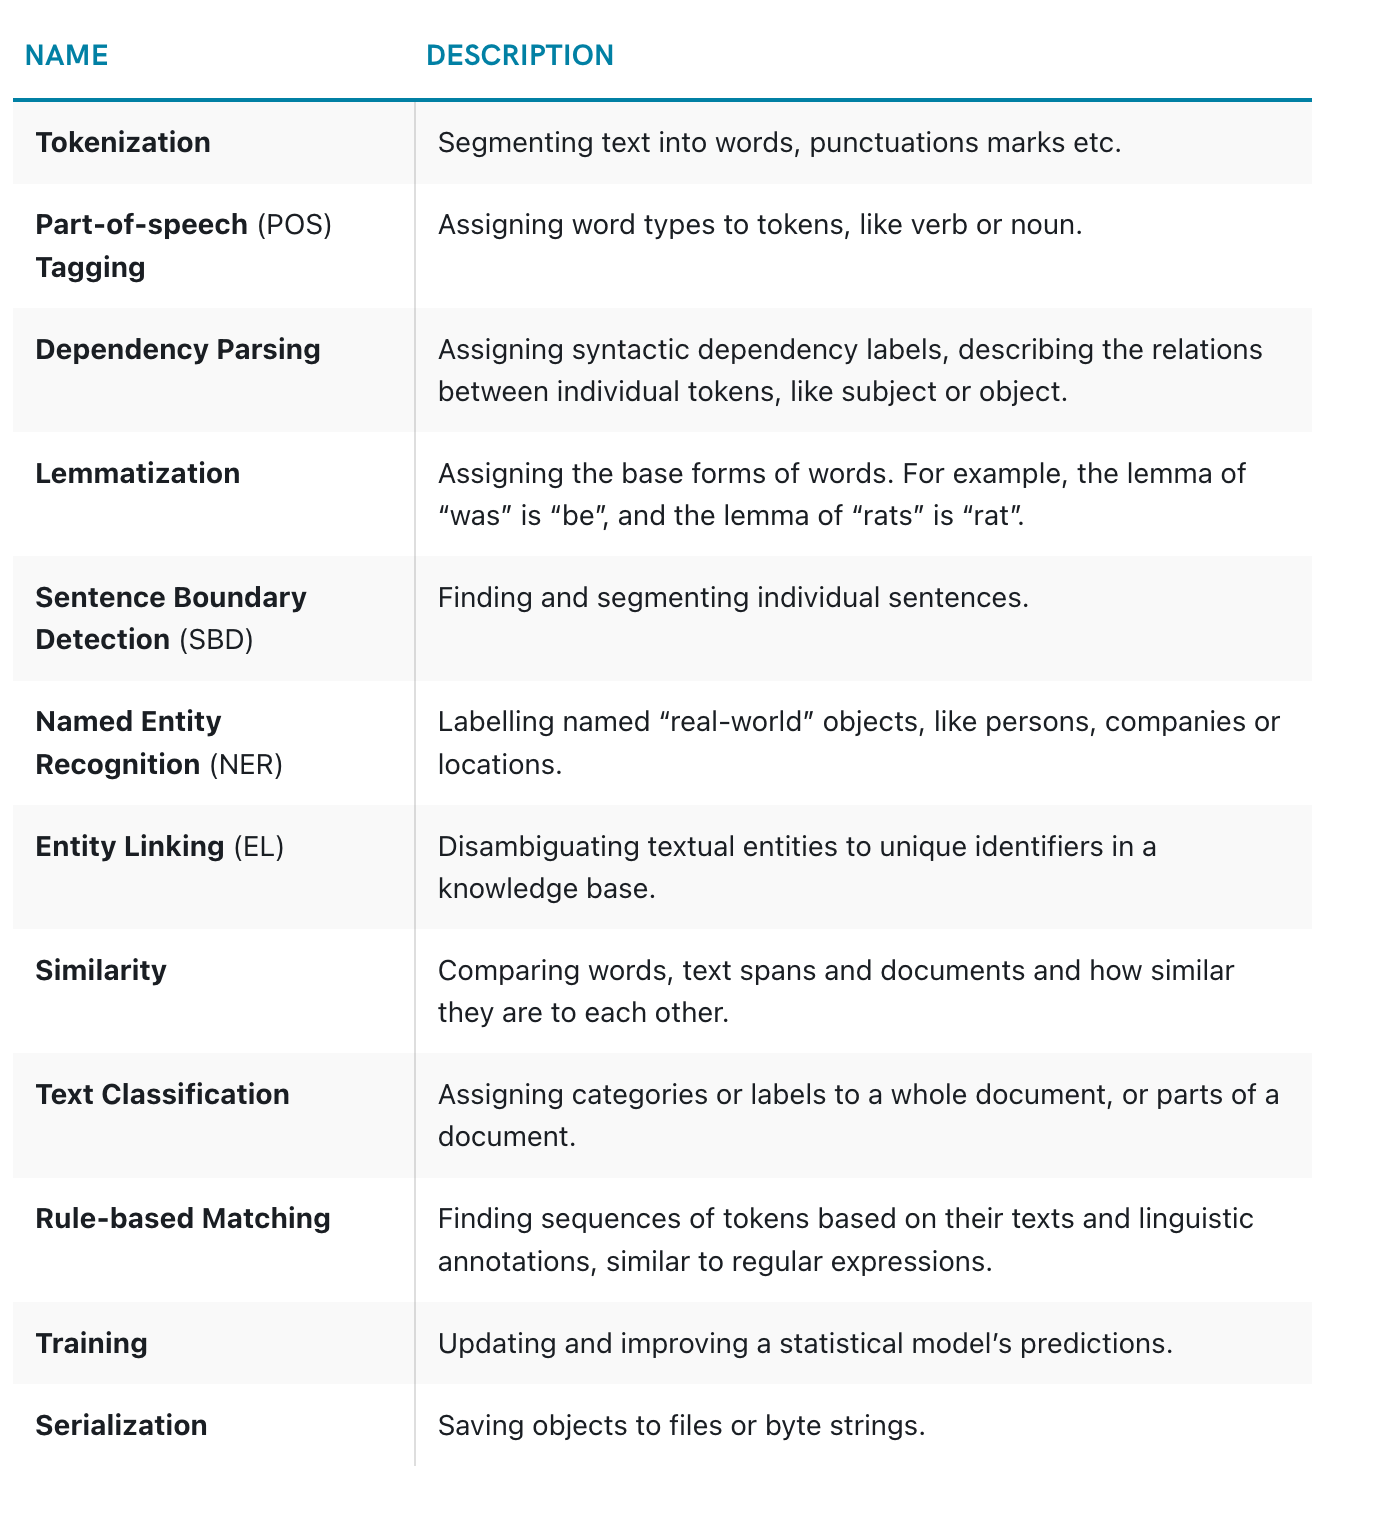 NAME DESCRIPTION
Tokenization Segmenting text into words, punctuations marks etc.
Part-of-speech (POS) Assigning word types to tokens, like verb or noun.
Tagging
Dependency Parsing Assigning syntactic dependency labels, describing the relations
between individual tokens, like subject or object.
Lemmatization Assigning the base forms of words. For example, the lemma of
“was” is “be”, and the lemma of “rats” is “rat”.
Sentence Boundary Finding and segmenting individual sentences.
Detection (SBD)
Named Entity Labelling named “real-world” objects, like persons, companies or
Recognition (NER) locations.
Entity Linking (EL) Disambiguating textual entities to unique identifiers in a
knowledge base.
Similarity Comparing words, text spans and documents and how similar
they are to each other.
Text Classification Assigning categories or labels to a whole document, or parts of a
document.
Rule-based Matching Finding sequences of tokens based on their texts and linguistic
annotations, similar to regular expressions.
Training Updating and improving a statistical model’s predictions.
Serialization Saving objects to files or byte strings.